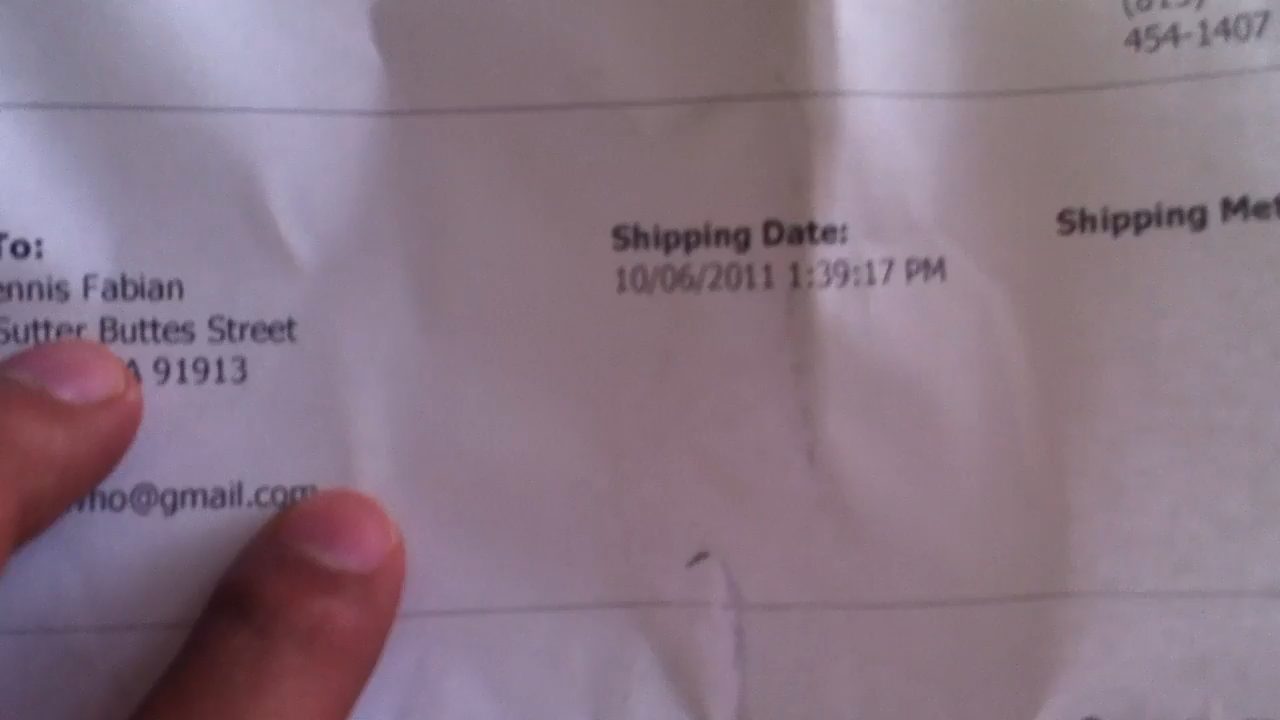 454-1407
To:
ennis Fabian
Sutter Buttes Street
A 91913
who@gmail.com
Shipping Date:
10/06/2011 1:39:17 PM
Shipping Met